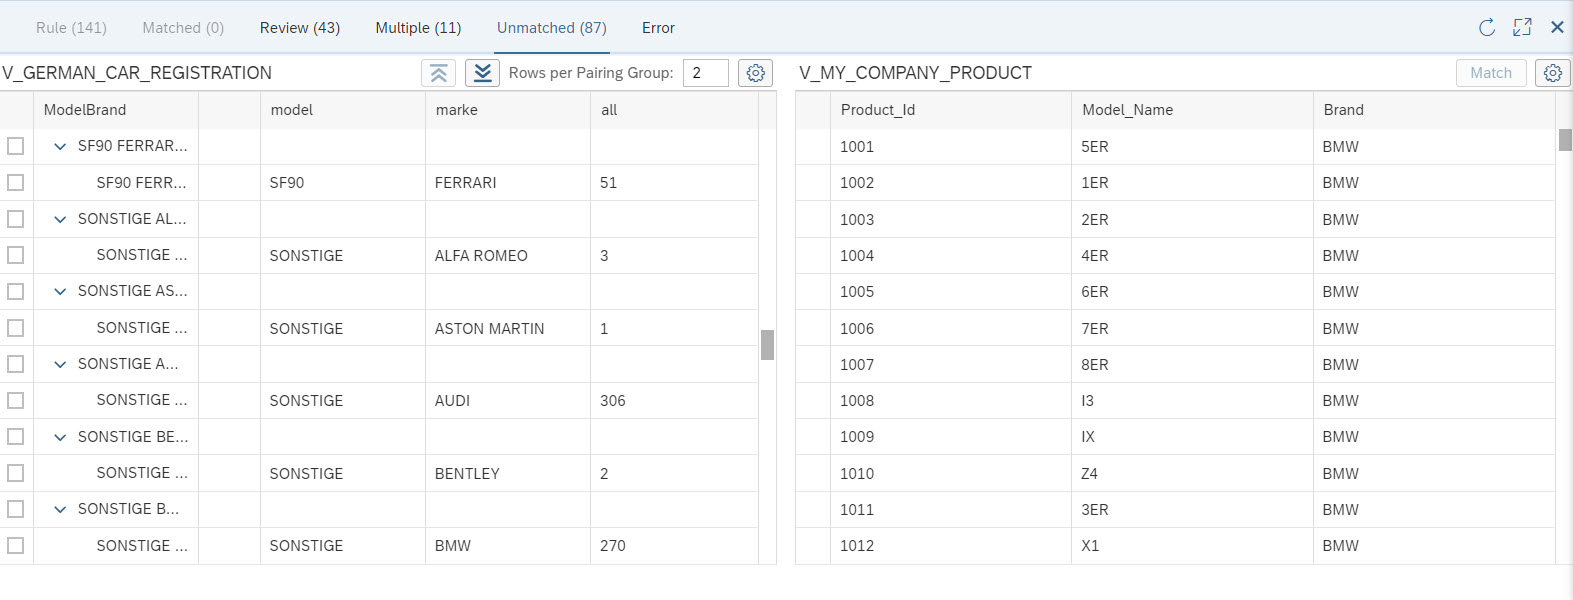 Rule (141) Matched (0) Review (43) Multiple (11) Unmatched (87) Error
V_GERMAN_CAR_REGISTRATION Rows per Pairing Group: 2
ModelBrand model marke all
SF90 FERRAR...
SF90 FERR... SF90 FERRARI 51
SONSTIGE AL...
SONSTIGE ... SONSTIGE ALFA ROMEO 3
SONSTIGE AS...
SONSTIGE ... SONSTIGE ASTON MARTIN 1
SONSTIGE A...
SONSTIGE ... SONSTIGE AUDI 306
SONSTIGE BE...
SONSTIGE ... SONSTIGE BENTLEY 2
SONSTIGE B...
SONSTIGE ... SONSTIGE BMW 270
V_MY_COMPANY_PRODUCT Match
Product_Id Model_Name Brand
1001 5ER BMW
1002 1ER BMW
1003 2ER BMW
1004 4ER BMW
1005 6ER BMW
1006 7ER BMW
1007 8ER BMW
1008 I3 BMW
1009 IX BMW
1010 Z4 BMW
1011 3ER BMW
1012 X1 BMW